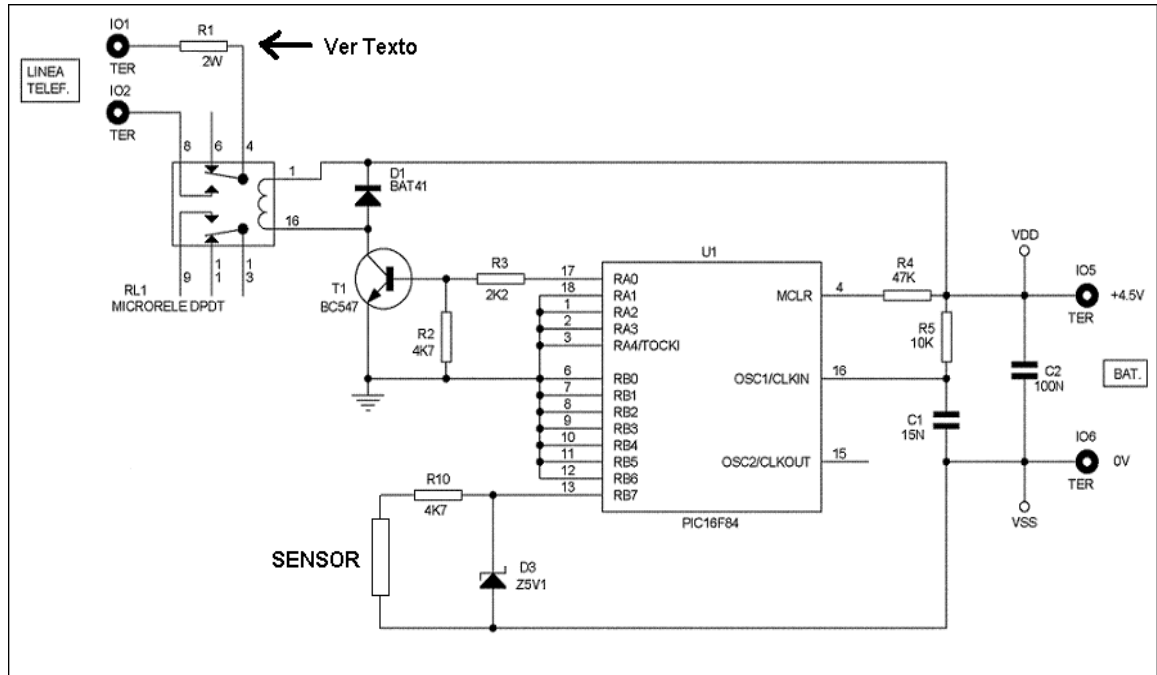 IO1
R1
2W
TER
Ver Texto
LINEA
TELEF.
IO2
TER
8
6
4
1
16
9
1
1
1
3
RL1
MICRORELE DPDT
D1
BAT41
T1
BC547
R3
2K2
R2
4K7
U1
17
18
1
2
3
6
7
8
9
10
11
12
13
RA0
RA1
RA2
RA3
RA4/TOCKI
RB0
RB1
RB2
RB3
RB4
RB5
RB6
RB7
MCLR
4
OSC1/CLKIN
16
OSC2/CLKOUT
15
PIC16F84
R4
47K
R5
10K
C1
15N
C2
100N
VDD
VSS
IO5
+4.5V
TER
BAT.
IO6
0V
TER
R10
4K7
SENSOR
D3
Z5V1